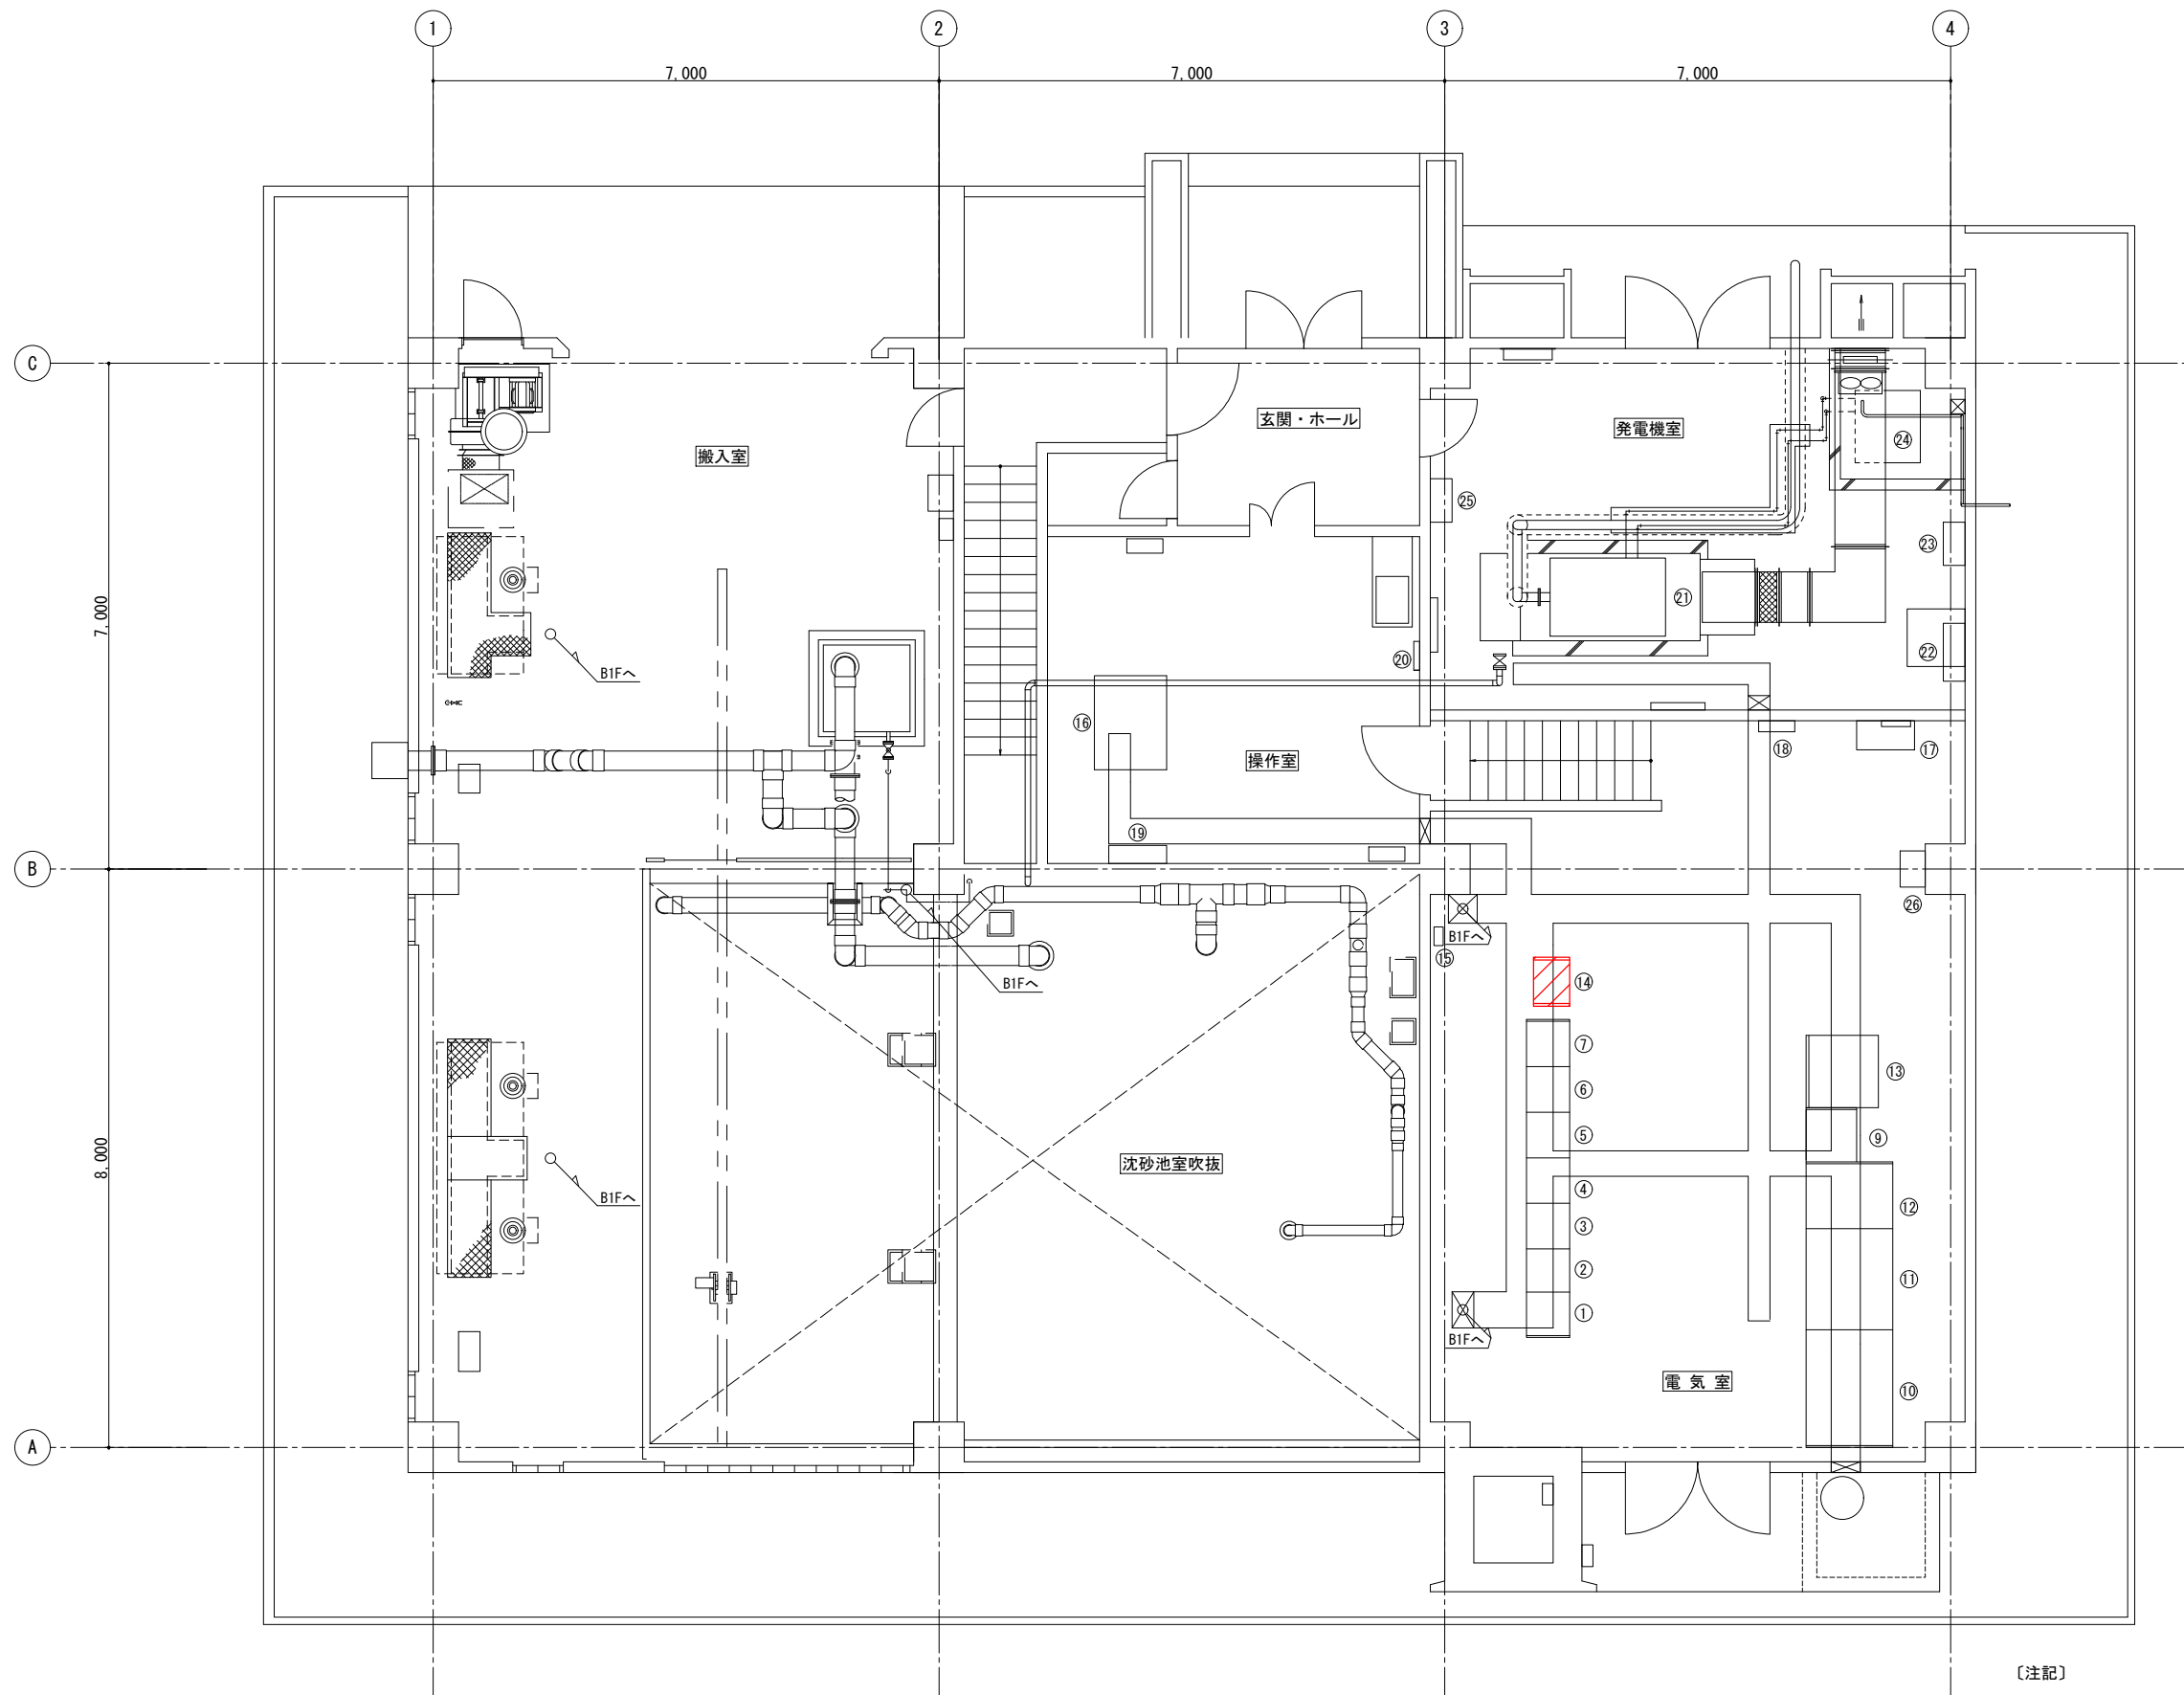 1 2 3 4
7,000 7,000 7,000
C
玄関・ホール
発電機室
㉔
搬入室
㉕
㉓
7,000
㉑
㉒
⑳
B1Fへ
⑯
⑱ ⑰
操作室
⑲
B
㉖
B1Fへ
⑮
B1Fへ
⑭
⑦
⑬
⑥
⑤ ⑨
8,000
沈砂池室吹抜
④
B1Fへ
⑫
③
②
⑪
①
B1Fへ
電気室
⑩
A
〔注記〕